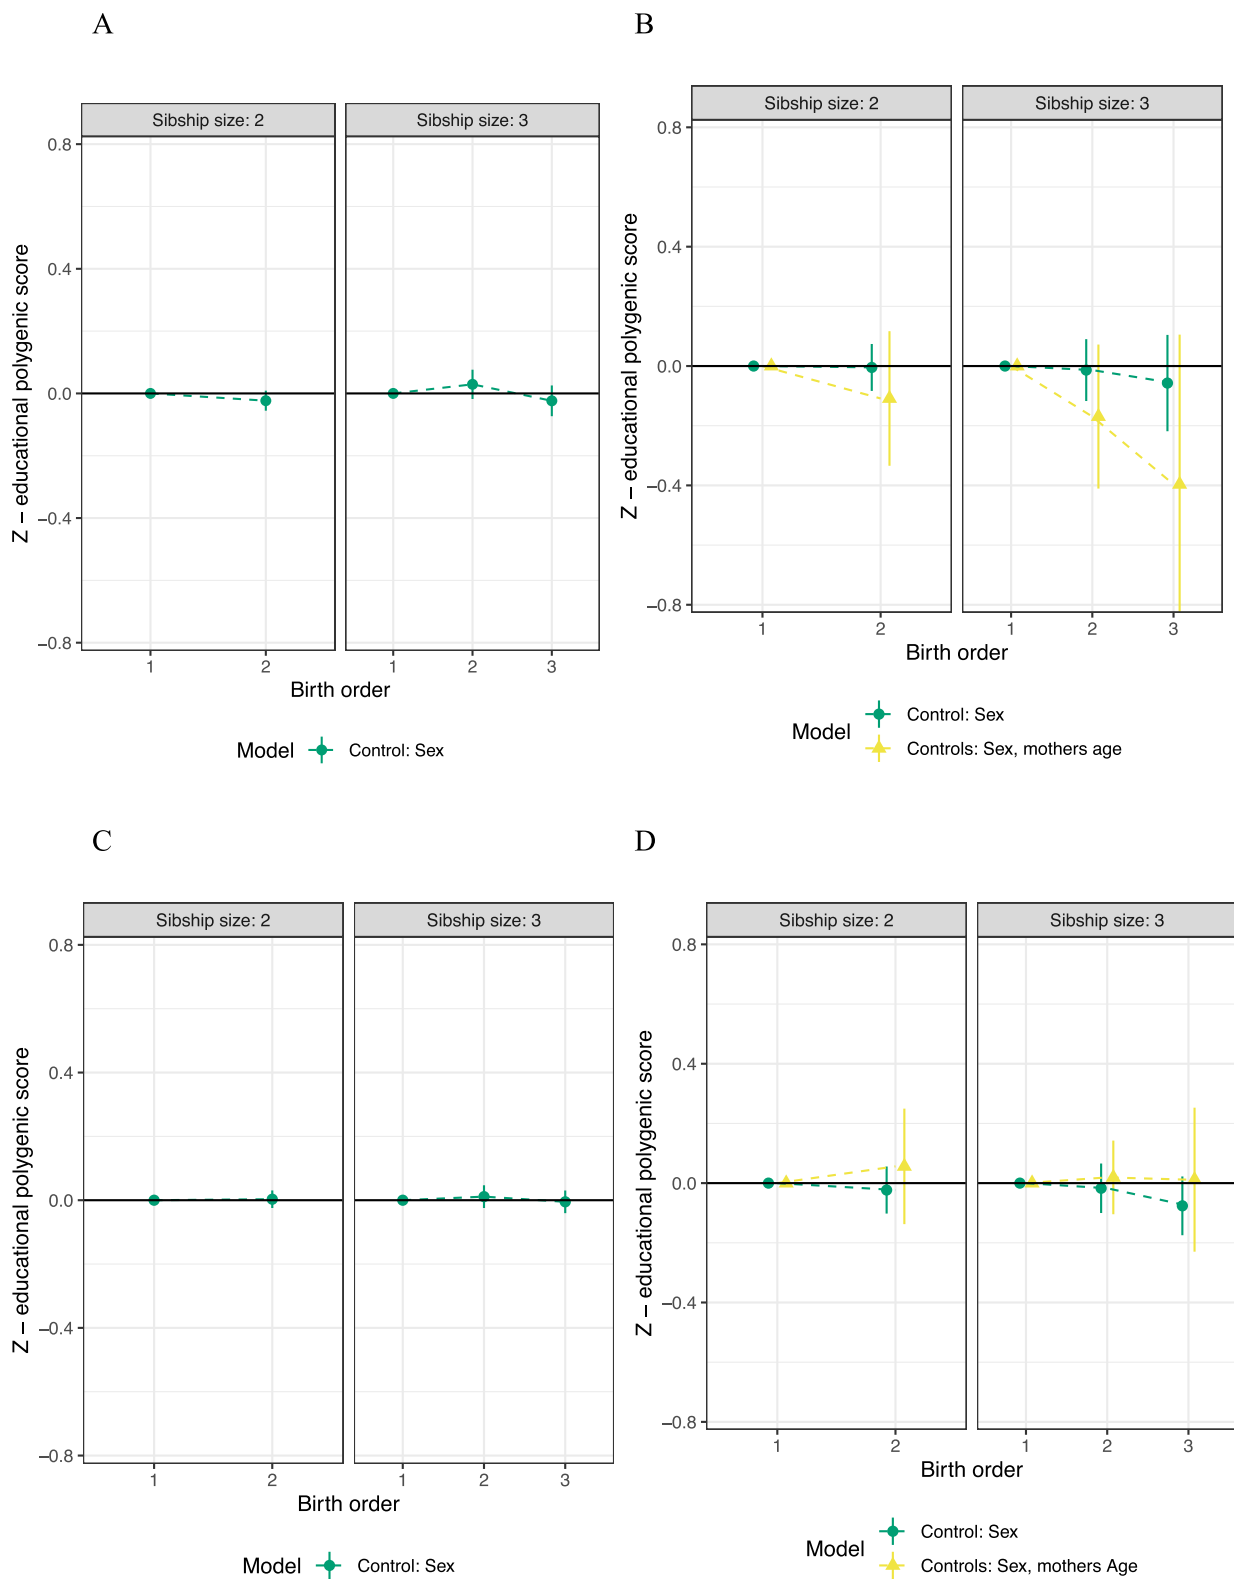 A
Sibship size: 2
Sibship size: 3
Z − educational polygenic score
0.8
0.4
0.0
−0.4
−0.8
1
2
1
2
3
Birth order
Model
Control: Sex
B
Sibship size: 2
Sibship size: 3
Z − educational polygenic score
0.8
0.4
0.0
−0.4
−0.8
1
2
1
2
3
Birth order
Model
Control: Sex
Controls: Sex, mothers age
C
Sibship size: 2
Sibship size: 3
Z − educational polygenic score
0.8
0.4
0.0
−0.4
−0.8
1
2
1
2
3
Birth order
Model
Control: Sex
D
Sibship size: 2
Sibship size: 3
Z − educational polygenic score
0.8
0.4
0.0
−0.4
−0.8
1
2
1
2
3
Birth order
Model
Control: Sex
Controls: Sex, mothers Age